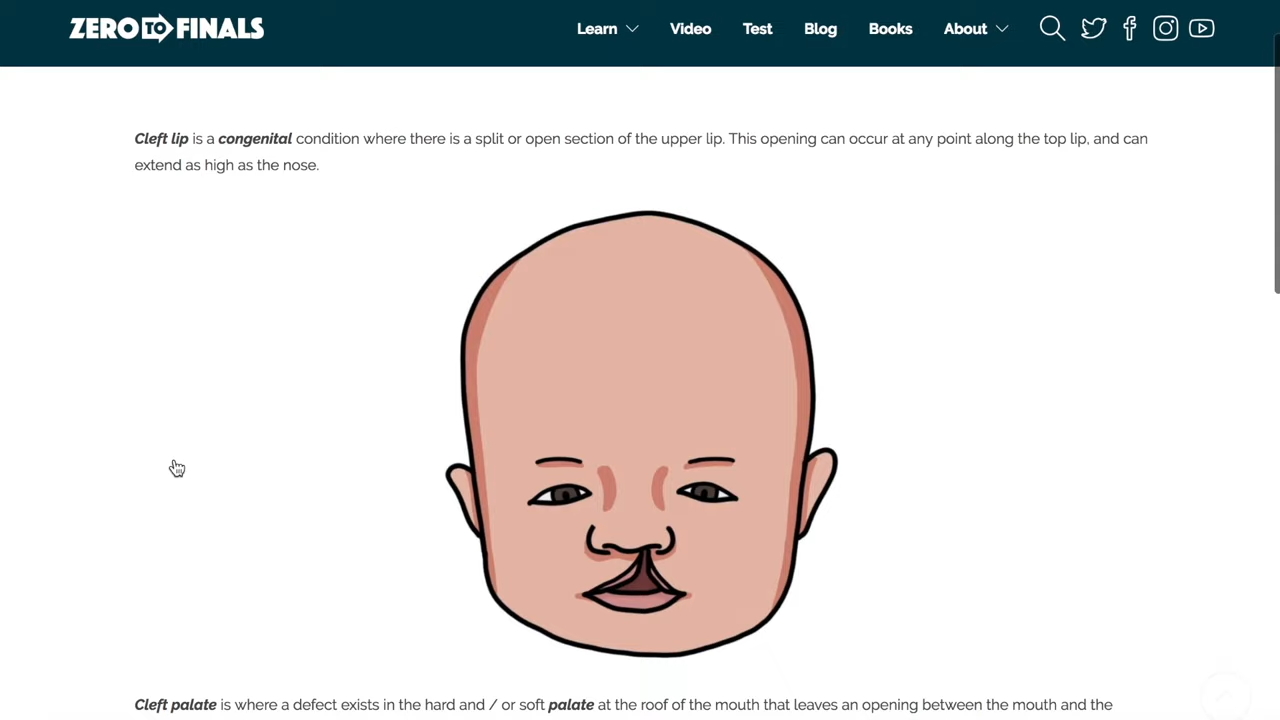 ZERO TO FINALS
Learn
Video
Test
Blog
Books
About
Cleft lip is a congenital condition where there is a split or open section of the upper lip. This opening can occur at any point along the top lip, and can
extend as high as the nose.
Cleft palate is where a defect exists in the hard and / or soft palate at the roof of the mouth that leaves an opening between the mouth and the